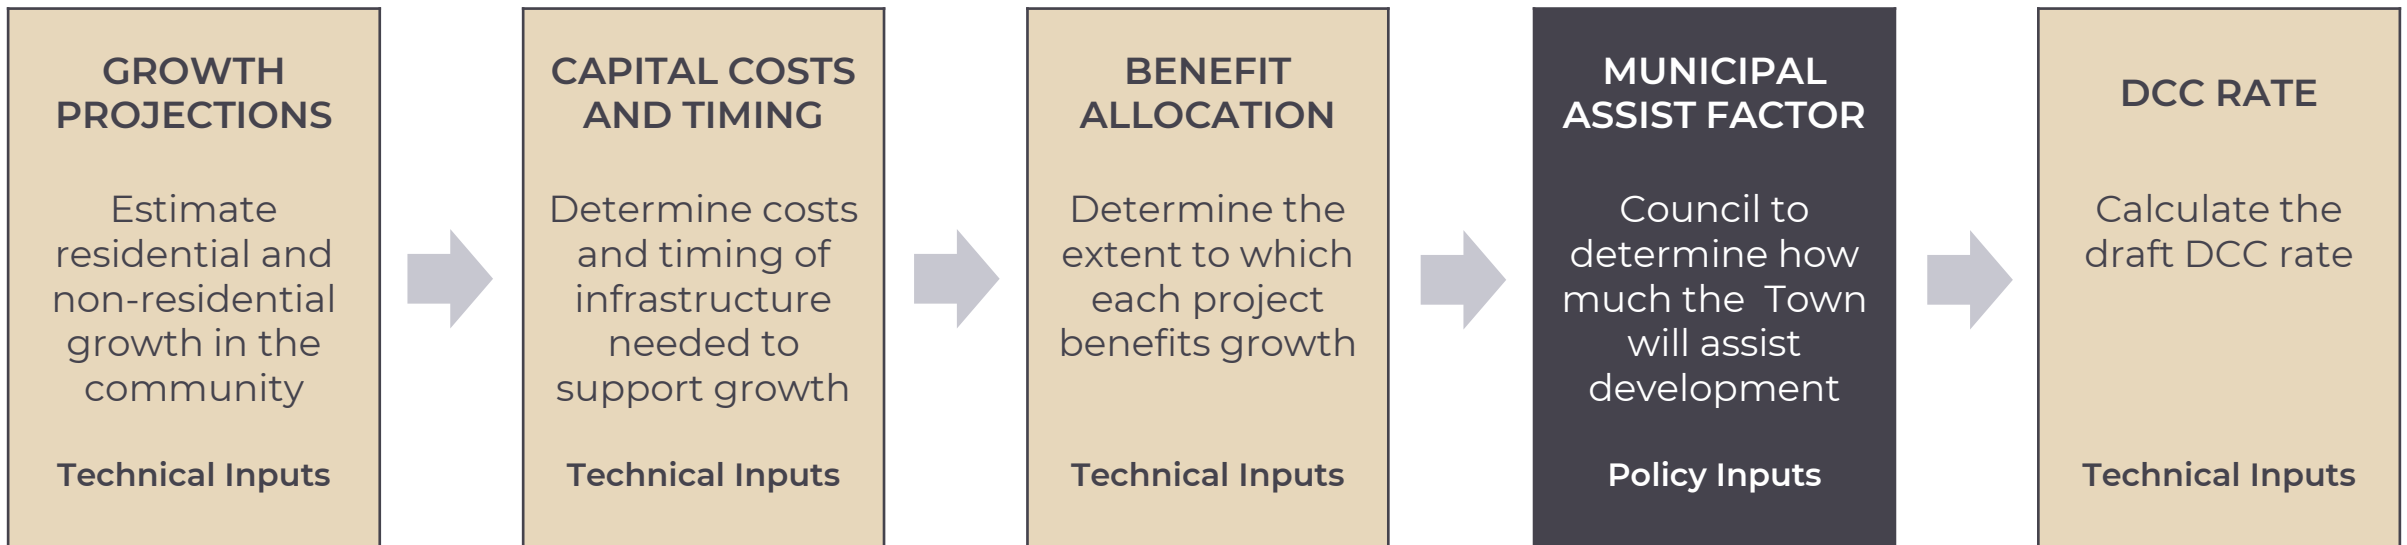 GROWTH
PROJECTIONS
Estimate
residential and
non-residential
growth in the
community
Technical Inputs
CAPITAL COSTS
AND TIMING
Determine costs
and timing of
infrastructure
needed to
support growth
Technical Inputs
BENEFIT
ALLOCATION
Determine the
extent to which
each project
benefits growth
Technical Inputs
MUNICIPAL
ASSIST FACTOR
Council to
determine how
much the  Town
will assist
development
Policy Inputs
DCC RATE
Calculate the
draft DCC rate
Technical Inputs